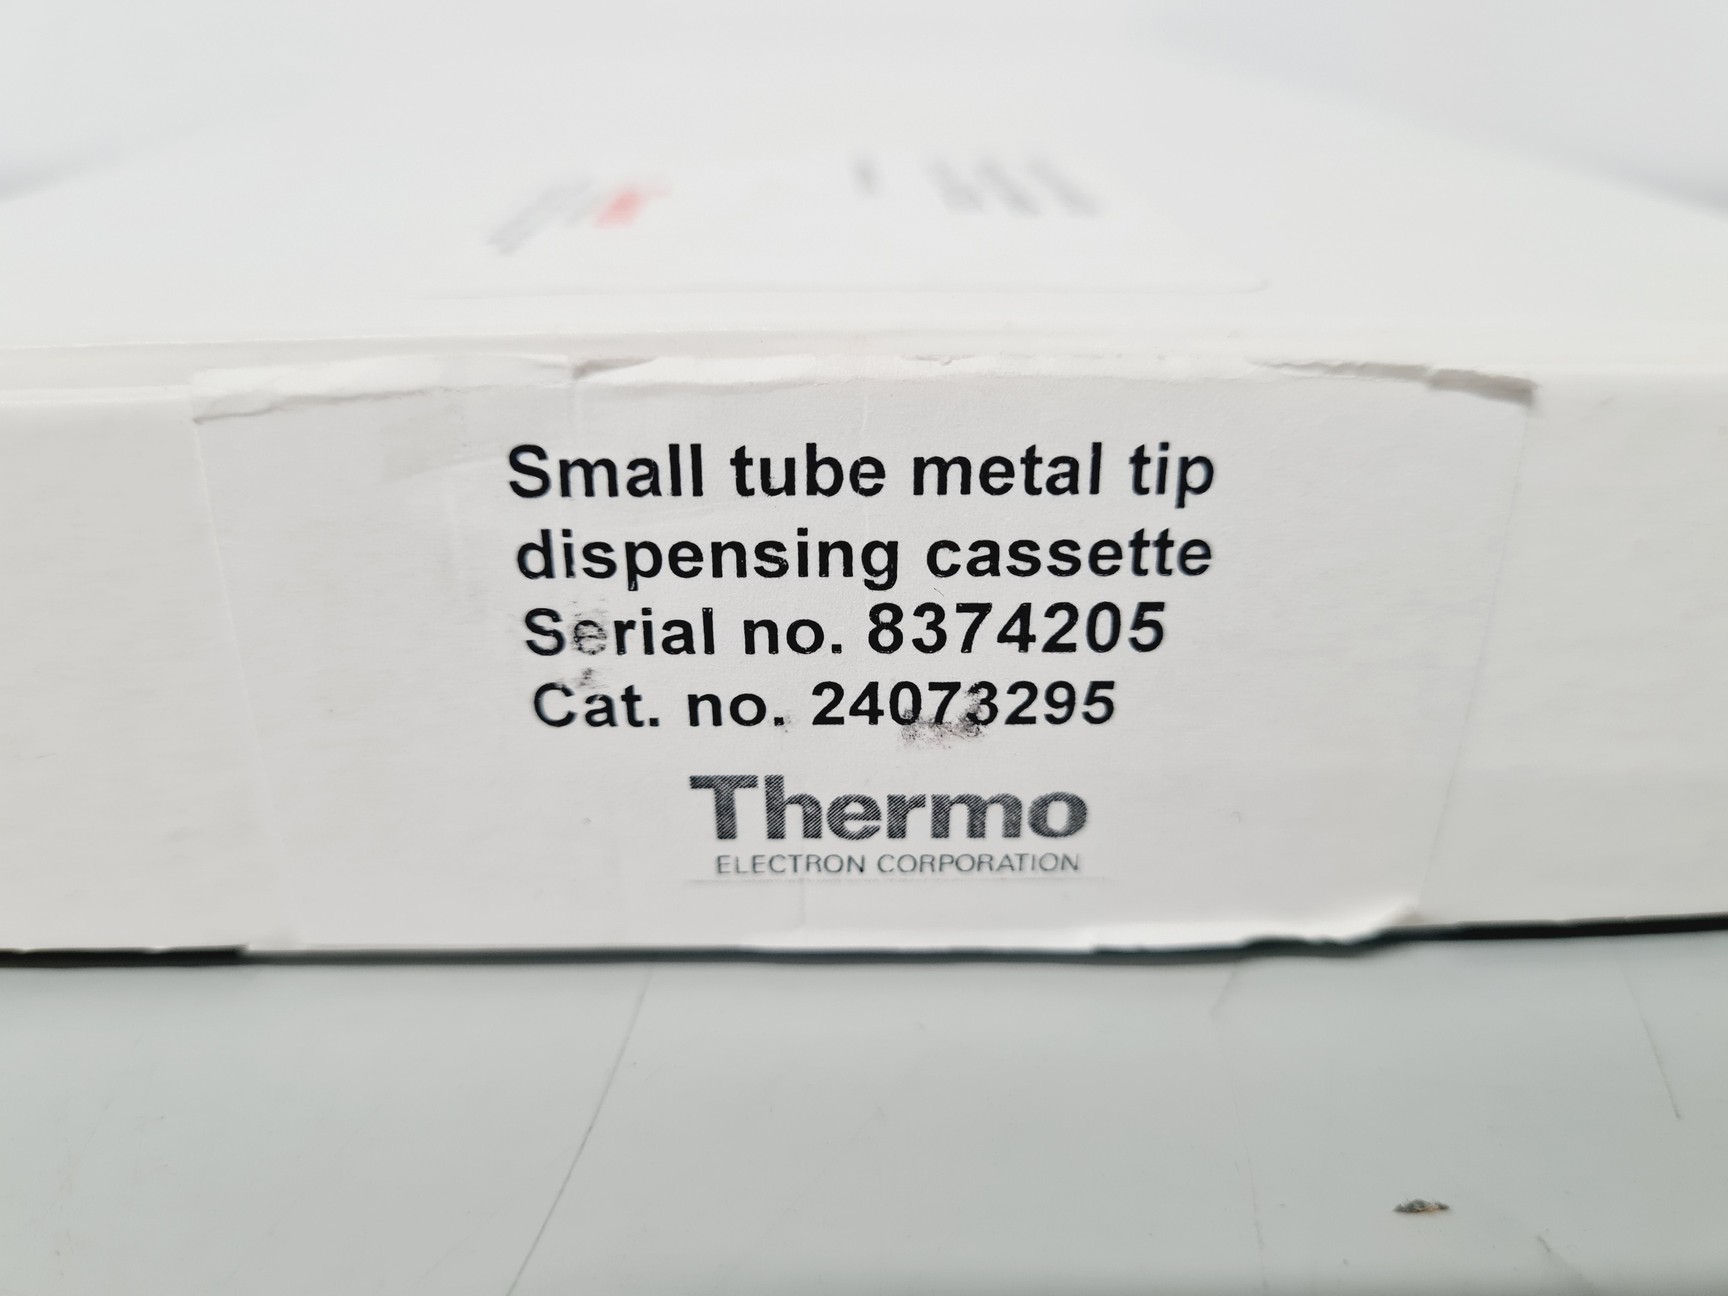 Small tube metal tip
dispensing cassette
Serial no. 8374205
Cat. no. 24073295
Thermo
ELECTRON CORPORATION